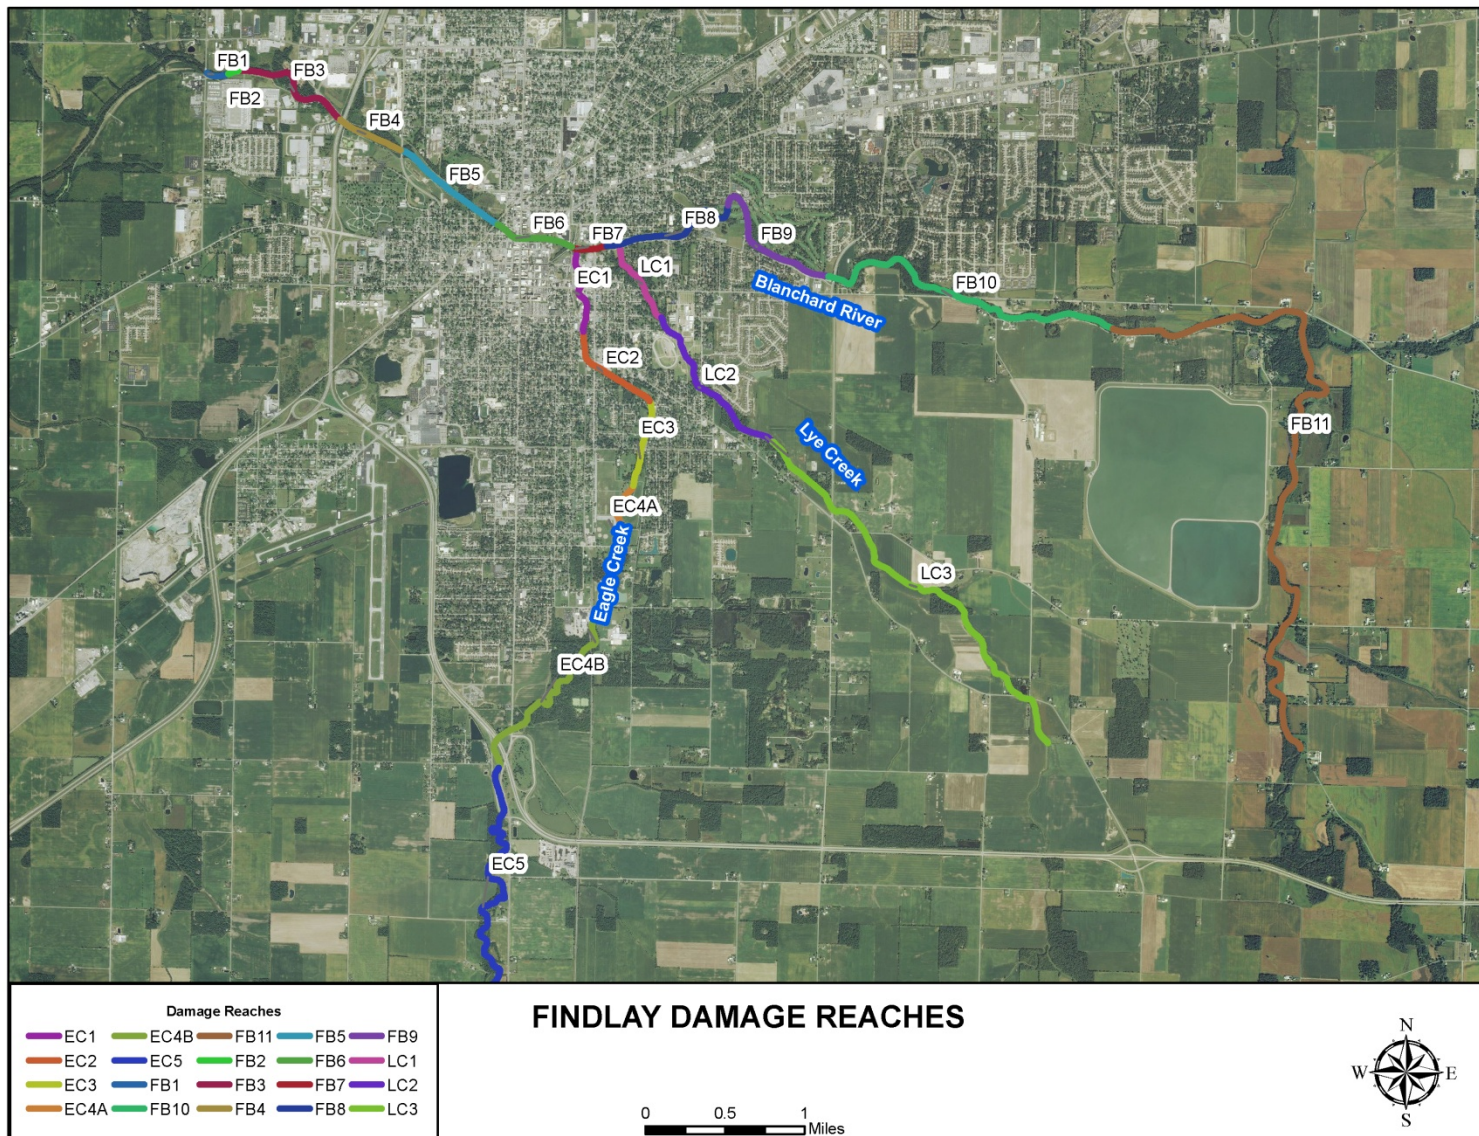 FB1
FB3
FB2
FB4
FB5
FB6
FB7
FB8
FB9
EC1
LC1
FB10
Blanchard River
EC2
LC2
EC3
FB11
Lye Creek
EC4A
Eagle Creek
LC3
EC4B
EC5
Damage Reaches
EC1 EC4B FB11 FB5 FB9
EC2 EC5 FB2 FB6 LC1
EC3 FB1 FB3 FB7 LC2
EC4A FB10 FB4 FB8 LC3
FINDLAY DAMAGE REACHES
0 0.5 1
Miles
N
W E
S